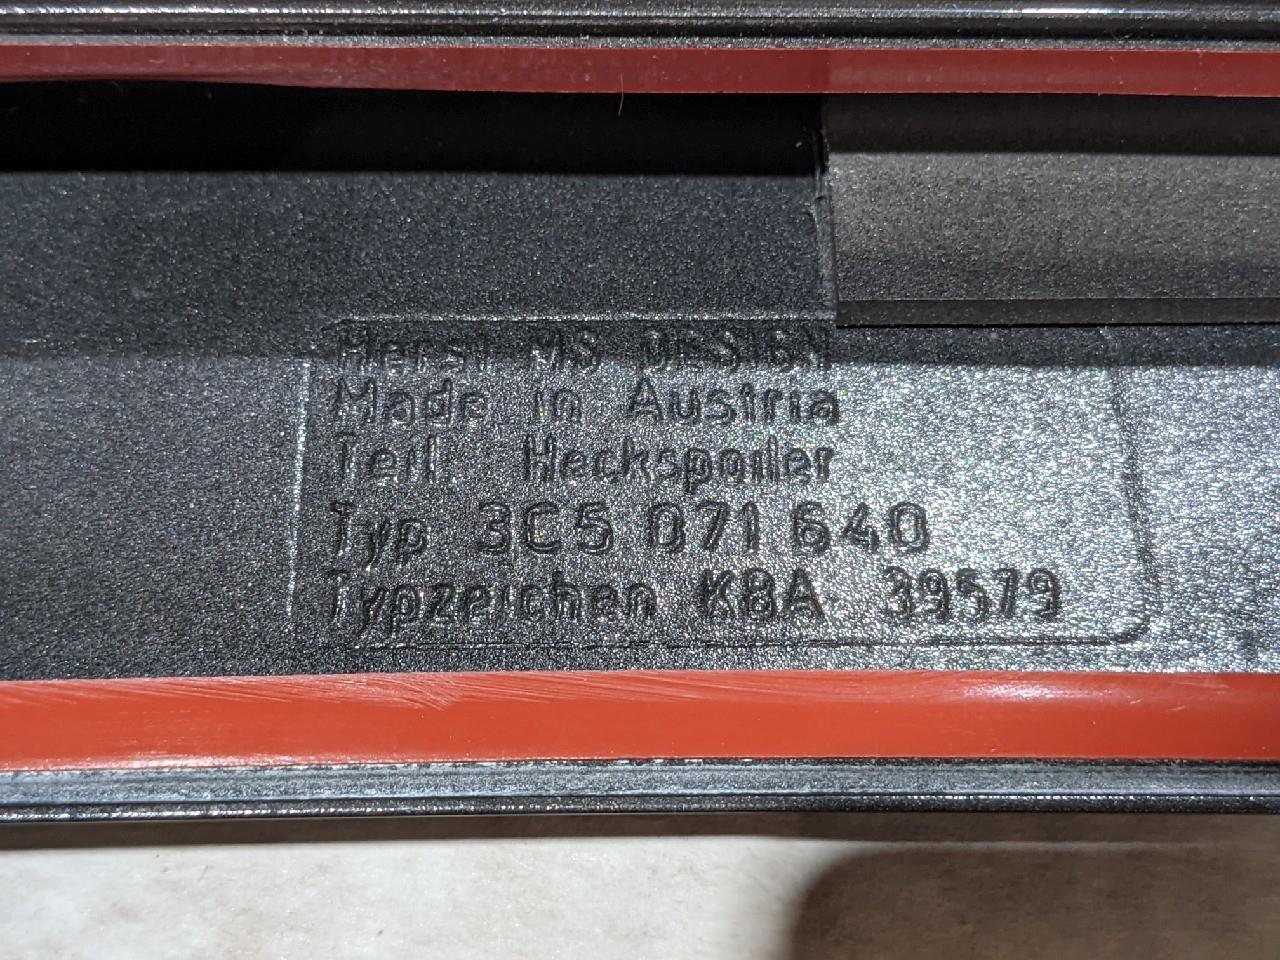 Herst MS DESIGN
Made in Austria
Teil: Heckspoiler
Typ 3C5 071 640
Typzeichen KBA 39579